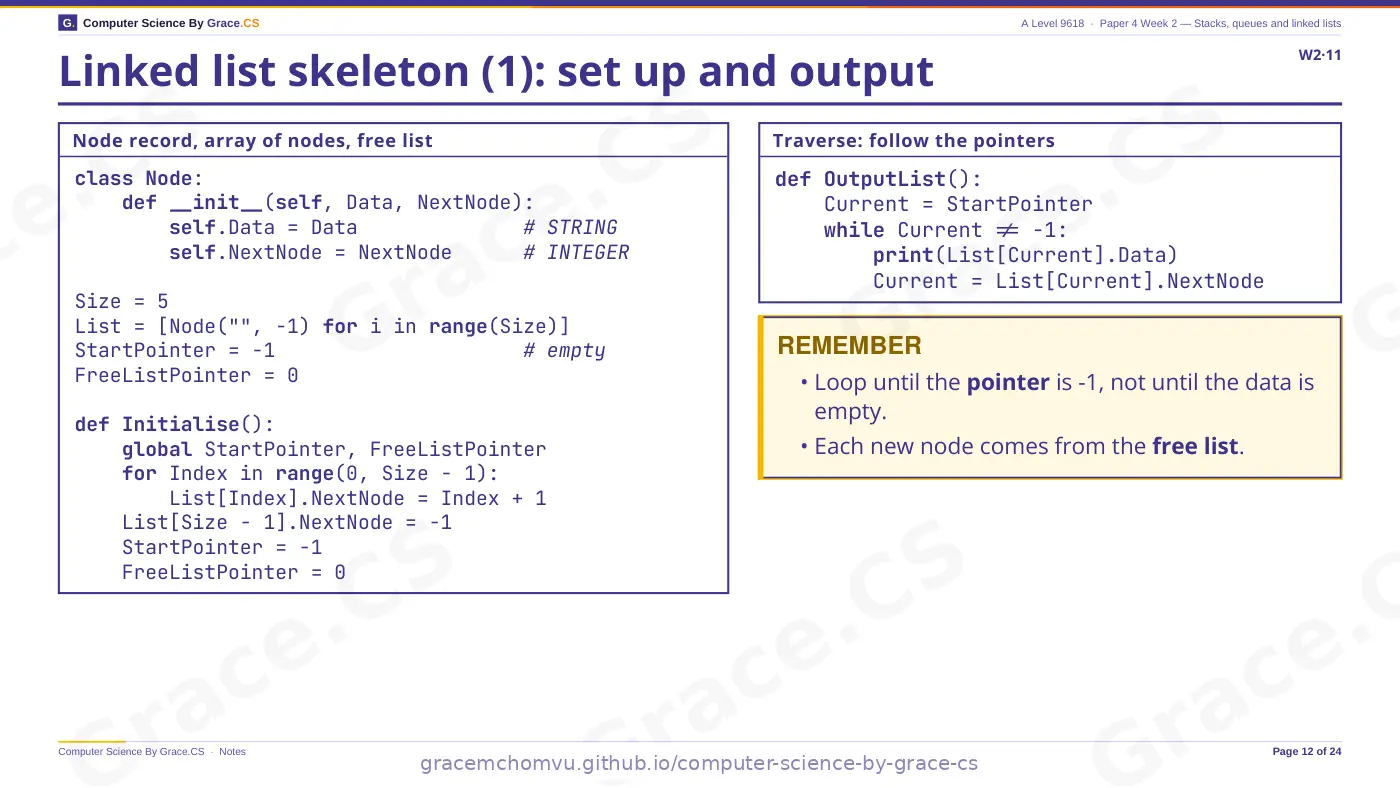 G. Computer Science By Grace.CS
A Level 9618 · Paper 4 Week 2 — Stacks, queues and linked lists
Linked list skeleton (1): set up and output
W2·11
Node record, array of nodes, free list
class Node:
    def __init__(self, Data, NextNode):
        self.Data = Data              # STRING
        self.NextNode = NextNode      # INTEGER
Size = 5
List = [Node("", -1) for i in range(Size)]
StartPointer = -1                     # empty
FreeListPointer = 0
def Initialise():
    global StartPointer, FreeListPointer
    for Index in range(0, Size - 1):
        List[Index].NextNode = Index + 1
    List[Size - 1].NextNode = -1
    StartPointer = -1
    FreeListPointer = 0
Traverse: follow the pointers
def OutputList():
    Current = StartPointer
    while Current != -1:
        print(List[Current].Data)
        Current = List[Current].NextNode
REMEMBER
• Loop until the pointer is -1, not until the data is
empty.
• Each new node comes from the free list.
Computer Science By Grace.CS · Notes
Page 12 of 24
gracemchomvu.github.io/computer-science-by-grace-cs
Grace.CS